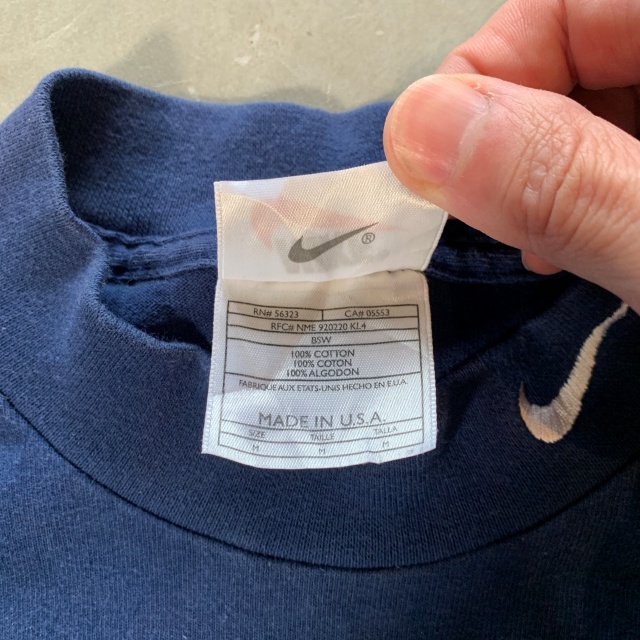 ®
RN# 56323 CA# 05553
RFC# NME 920220 KL4
BSW
100% COTTON
100% COTON
100% ALGODON
FABRIQUE AUX ETATS-UNIS HECHO EN E.U.A.
MADE IN U.S.A.
SIZE TAILLE TALLA
M M M